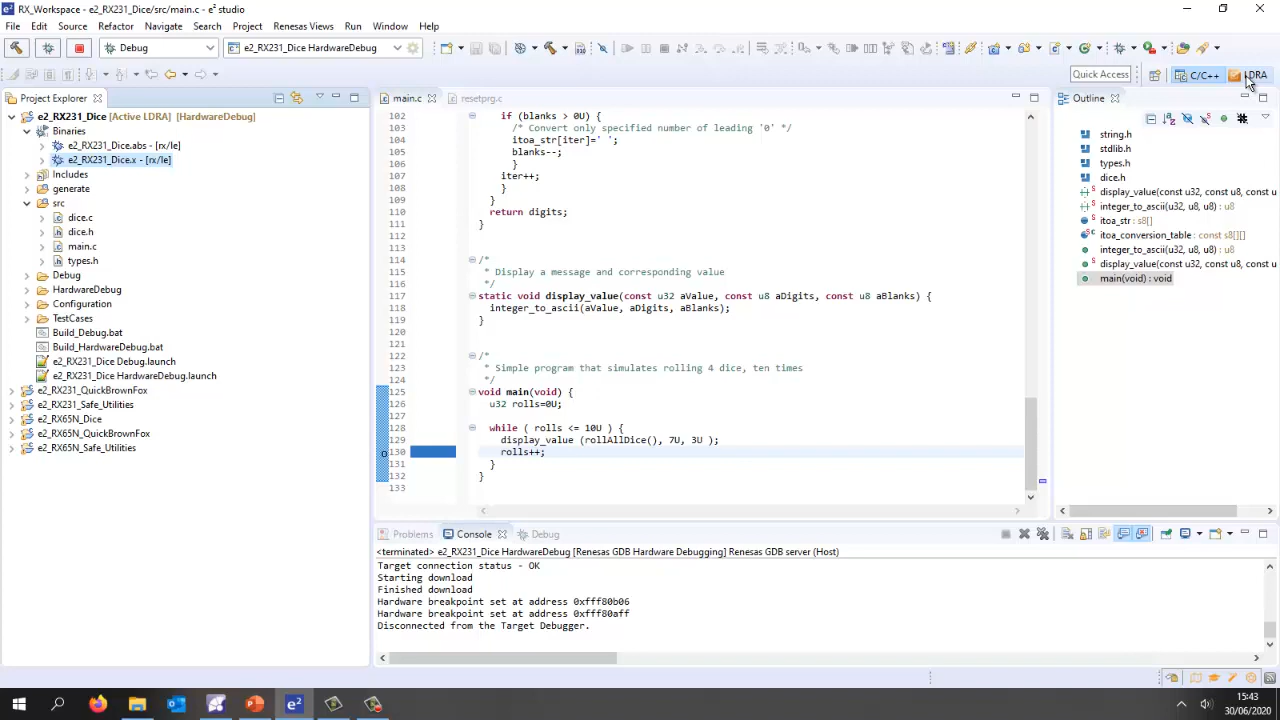 RX_Workspace - e2_RX231_Dice/src/main.c - e² studio
File Edit Source Refactor Navigate Search Project Renesas Views Run Window Help
Debug
e2_RX231_Dice HardwareDebug
Quick Access
C/C++
LDRA
Project Explorer
e2_RX231_Dice [Active LDRA] [HardwareDebug]
Binaries
e2_RX231_Dice.abs - [rx/le]
e2_RX231_Dice.x - [rx/le]
Includes
generate
src
dice.c
dice.h
main.c
types.h
Debug
HardwareDebug
Configuration
TestCases
Build_Debug.bat
Build_HardwareDebug.bat
e2_RX231_Dice Debug.launch
e2_RX231_Dice HardwareDebug.launch
e2_RX231_QuickBrownFox
e2_RX231_Safe_Utilities
e2_RX65N_Dice
e2_RX65N_QuickBrownFox
e2_RX65N_Safe_Utilities
main.c
resetprg.c
102 if (blanks > 0U) {
103 /* Convert only specified number of leading '0' */
104 itoa_str[iter]=' ';
105 blanks--;
106 }
107 iter++;
108 }
109 }
110 return digits;
111 }
112
113
114 /*
115 * Display a message and corresponding value
116 */
117 static void display_value(const u32 aValue, const u8 aDigits, const u8 aBlanks) {
118 integer_to_ascii(aValue, aDigits, aBlanks);
119 }
120
121
122 /*
123 * Simple program that simulates rolling 4 dice, ten times
124 */
125 void main(void) {
126 u32 rolls=0U;
127
128 while ( rolls <= 10U ) {
129 display_value (rollAllDice(), 7U, 3U );
130 rolls++;
131 }
132 }
133
Outline
string.h
stdlib.h
types.h
dice.h
display_value(const u32, const u8, const u
integer_to_ascii(u32, u8, u8) : u8
itoa_str : s8[]
itoa_conversion_table : const s8[][]
integer_to_ascii(u32, u8, u8) : u8
display_value(const u32, const u8, const u
main(void) : void
Problems
Console
Debug
<terminated> e2_RX231_Dice HardwareDebug [Renesas GDB Hardware Debugging] Renesas GDB server (Host)
Target connection status - OK
Starting download
Finished download
Hardware breakpoint set at address 0xfff80b06
Hardware breakpoint set at address 0xfff80aff
Disconnected from the Target Debugger.
e²
15:43
30/06/2020